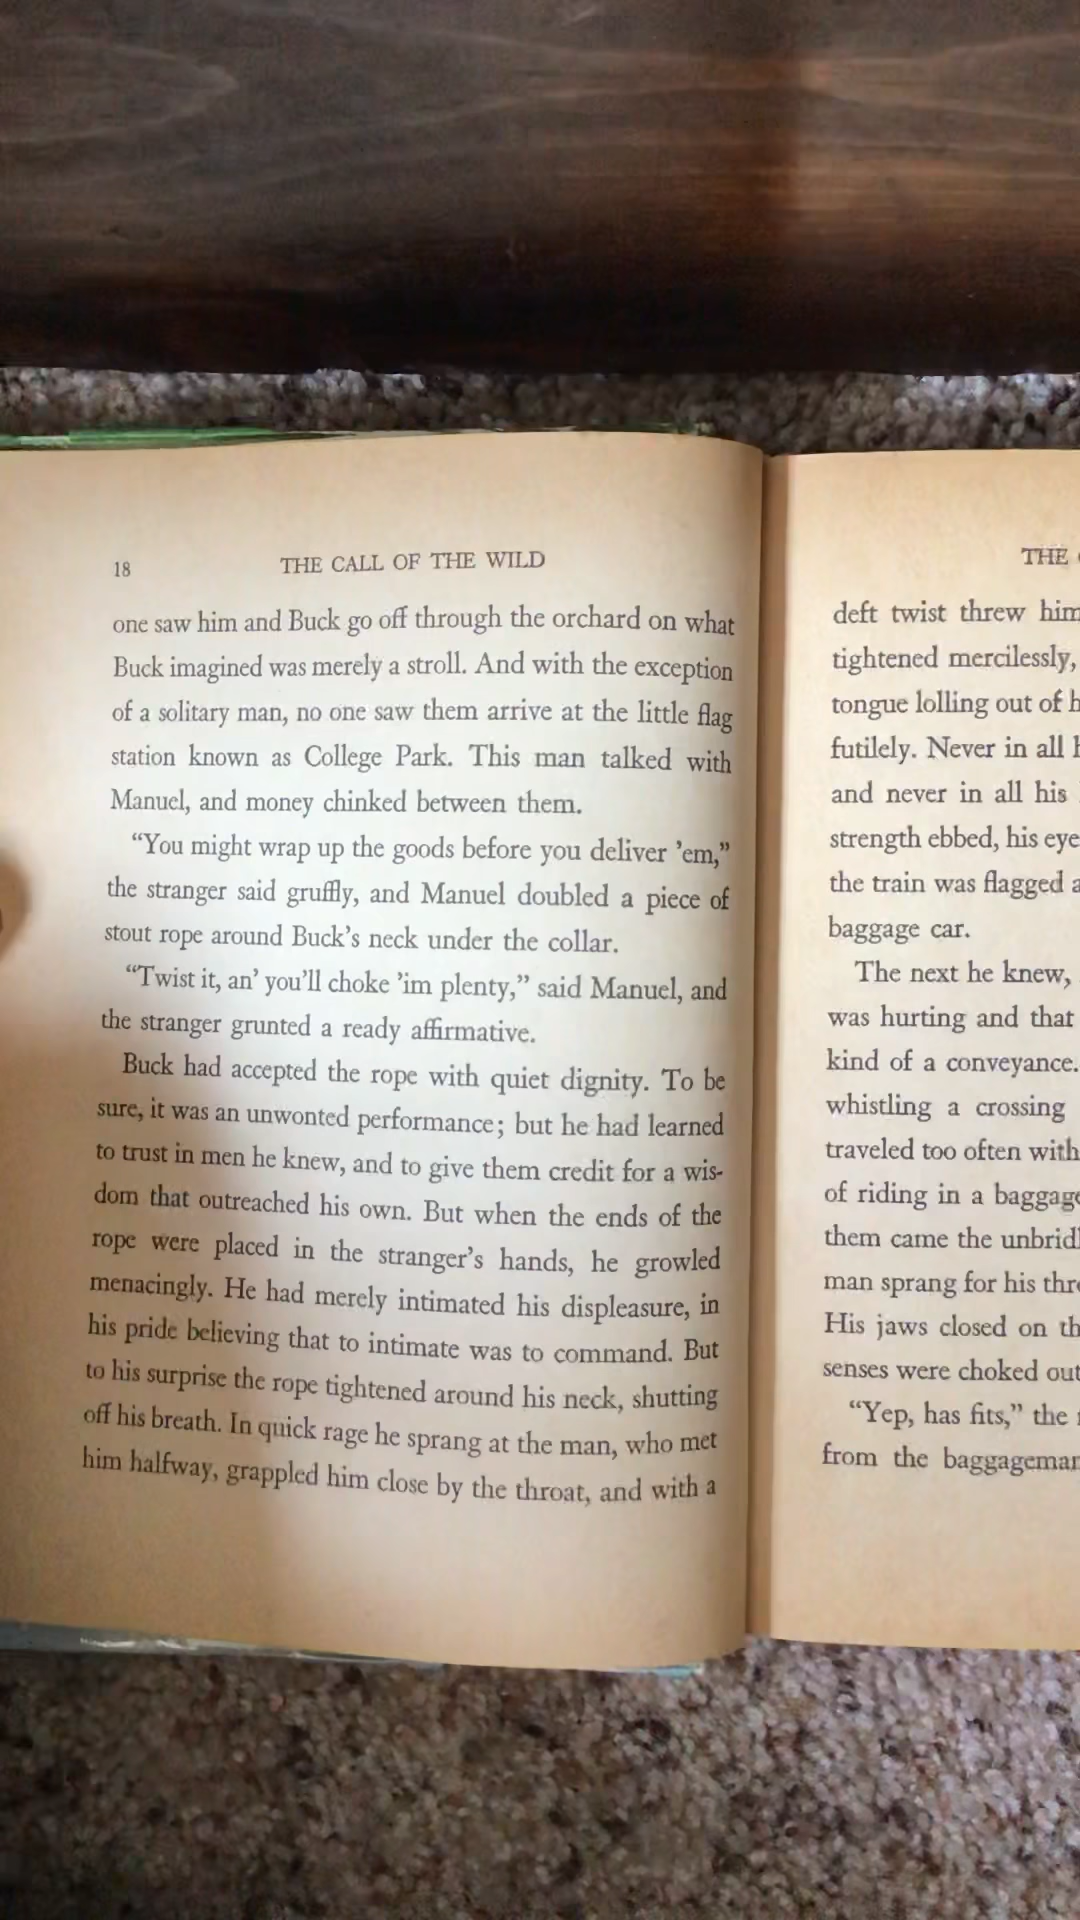 18 THE CALL OF THE WILD
one saw him and Buck go off through the orchard on what
Buck imagined was merely a stroll. And with the exception
of a solitary man, no one saw them arrive at the little flag
station known as College Park. This man talked with
Manuel, and money chinked between them.
“You might wrap up the goods before you deliver ’em,”
the stranger said gruffly, and Manuel doubled a piece of
stout rope around Buck’s neck under the collar.
“Twist it, an’ you’ll choke ’im plenty,” said Manuel, and
the stranger grunted a ready affirmative.
Buck had accepted the rope with quiet dignity. To be
sure, it was an unwonted performance; but he had learned
to trust in men he knew, and to give them credit for a wis-
dom that outreached his own. But when the ends of the
rope were placed in the stranger’s hands, he growled
menacingly. He had merely intimated his displeasure, in
his pride believing that to intimate was to command. But
to his surprise the rope tightened around his neck, shutting
off his breath. In quick rage he sprang at the man, who met
him halfway, grappled him close by the throat, and with a
THE
deft twist threw him
tightened mercilessly,
tongue lolling out of
futilely. Never in all
and never in all his
strength ebbed, his
the train was flagged
baggage car.
The next he knew,
was hurting and that
kind of a conveyance.
whistling a crossing
traveled too often with
of riding in a
them came the
man sprang for his
His jaws closed on
senses were choked out
“Yep, has fits,” the
from the